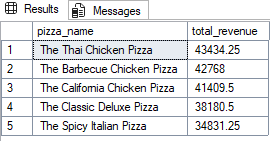 Results Messages
pizza_name total_revenue
1 The Thai Chicken Pizza 43434.25
2 The Barbecue Chicken Pizza 42768
3 The California Chicken Pizza 41409.5
4 The Classic Deluxe Pizza 38180.5
5 The Spicy Italian Pizza 34831.25